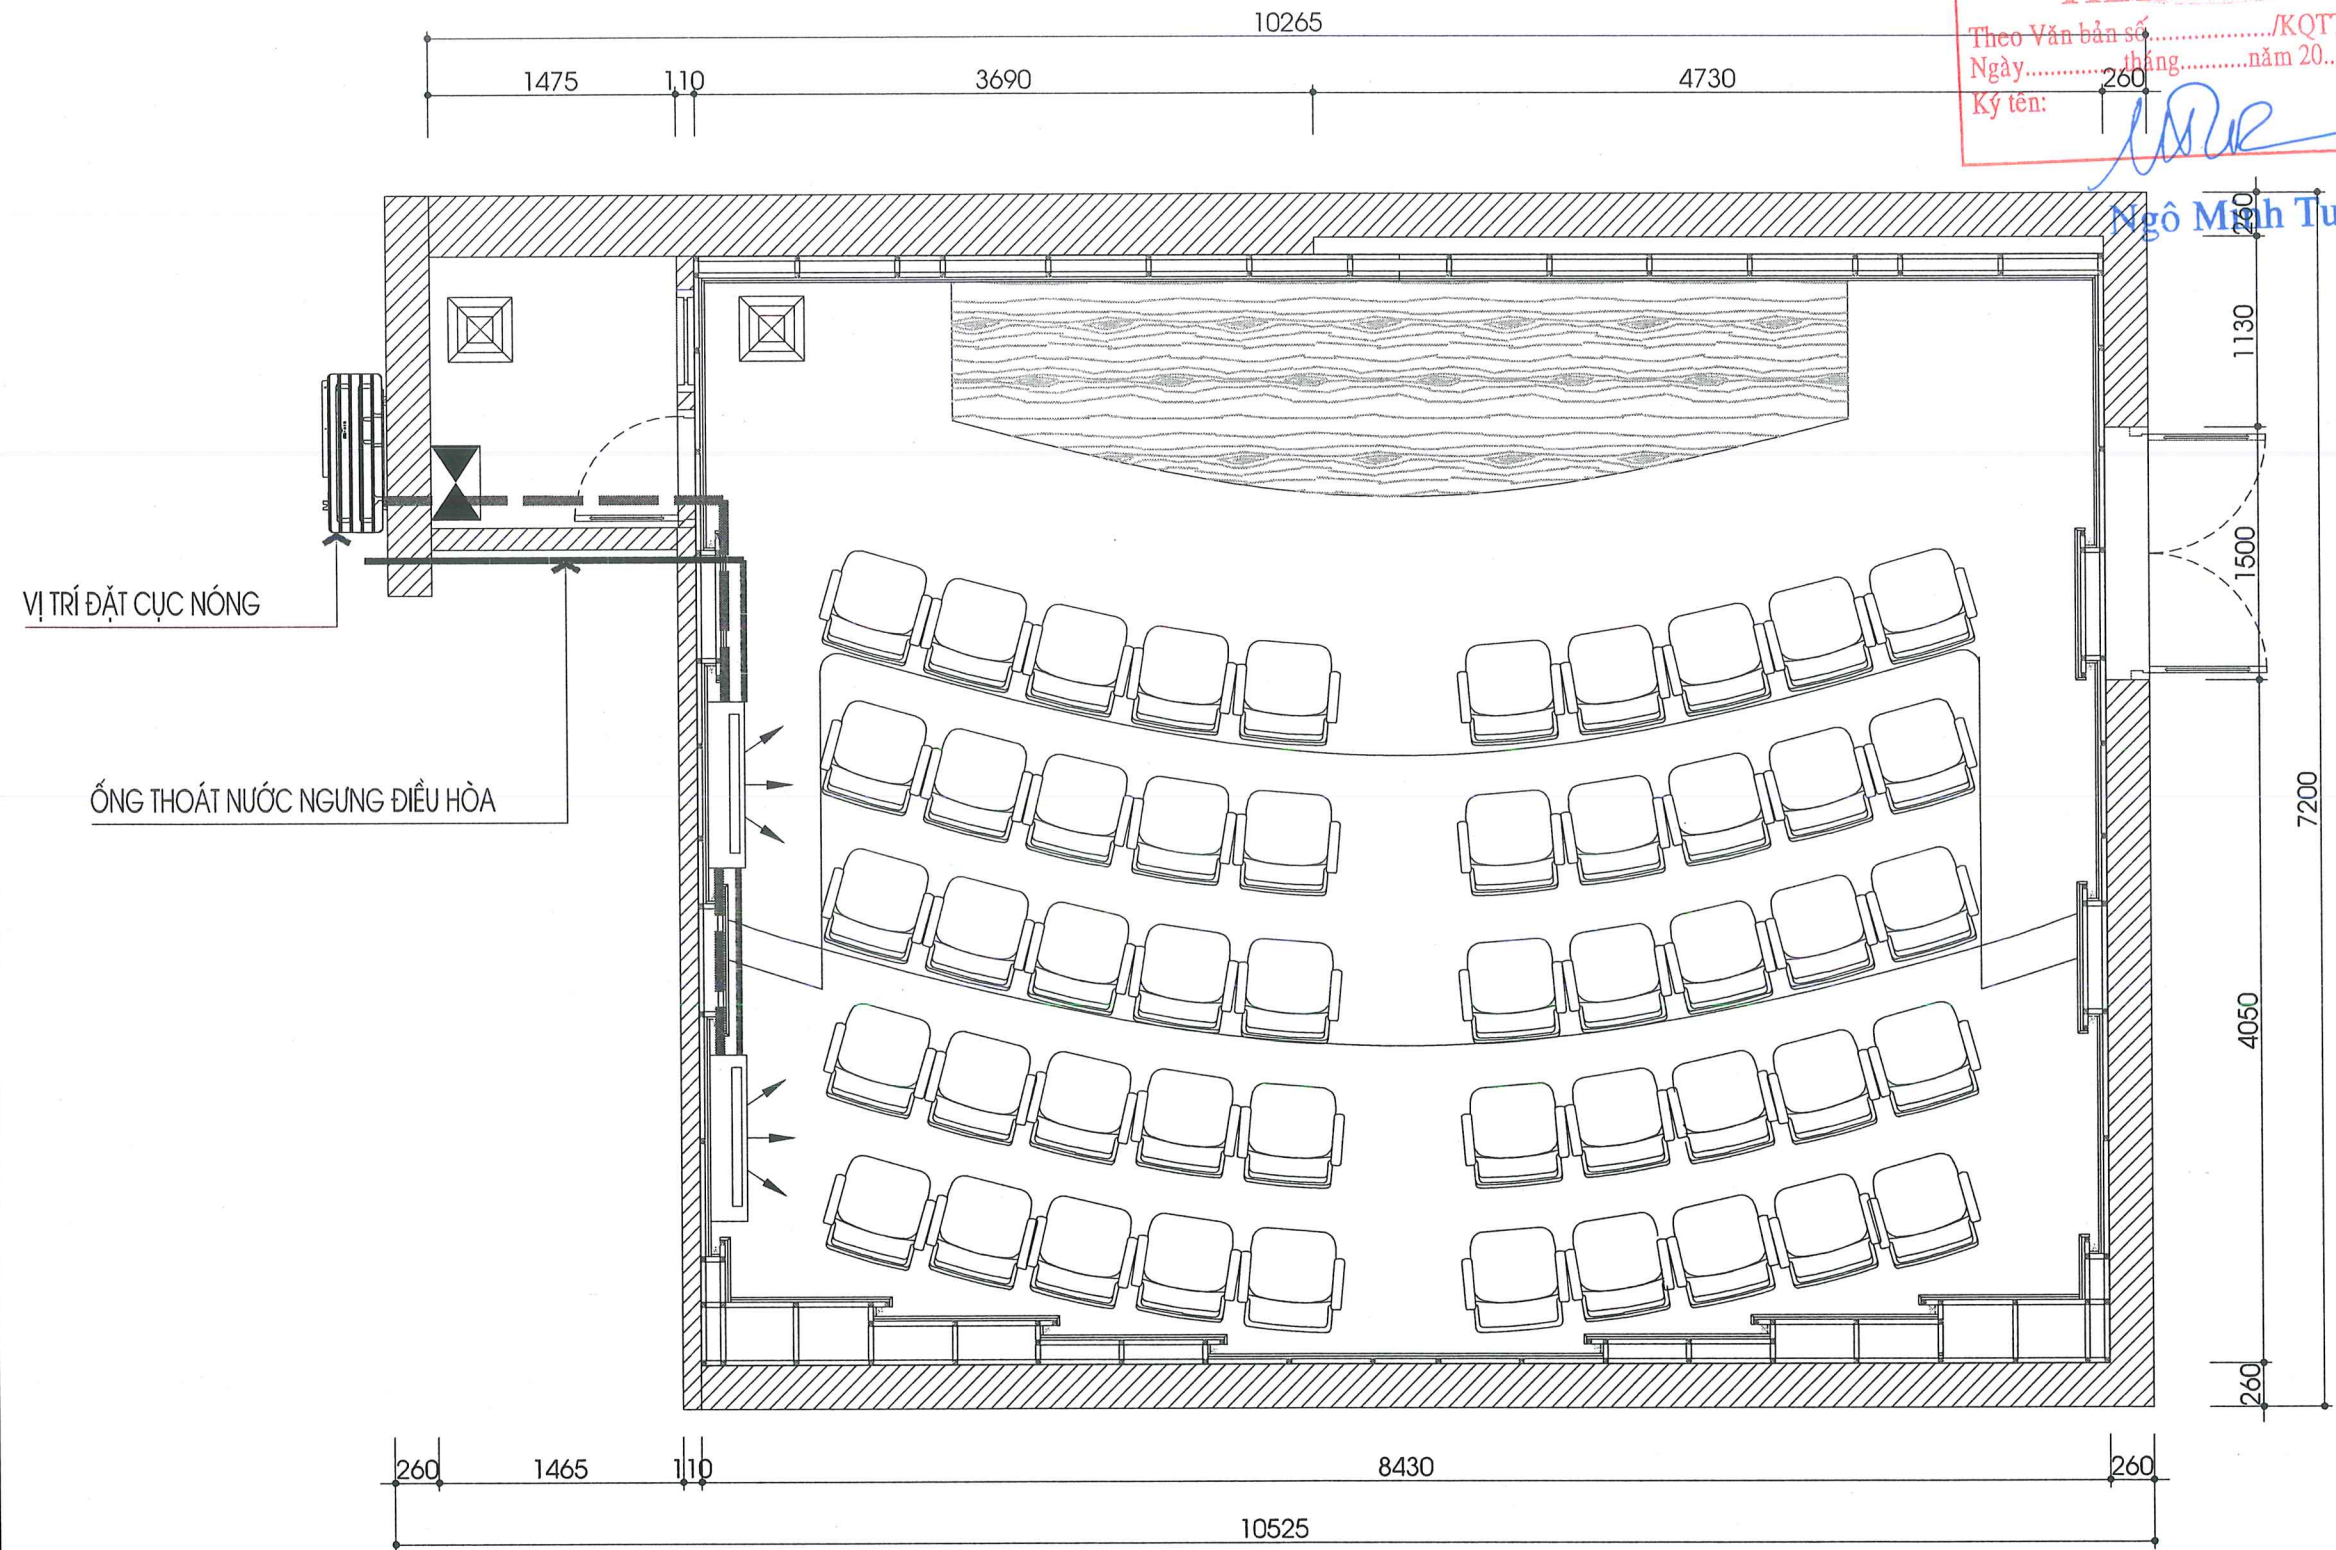 10265
1475 110 3690 4730 260
Theo Văn bản số..................../KQT
Ngày................tháng...........năm 20..
Ký tên:
Ngô Minh Tu
260
1130
1500
7200
4050
260
VỊ TRÍ ĐẶT CỤC NÓNG
ỐNG THOÁT NƯỚC NGƯNG ĐIỀU HÒA
260 1465 110 8430 260
10525